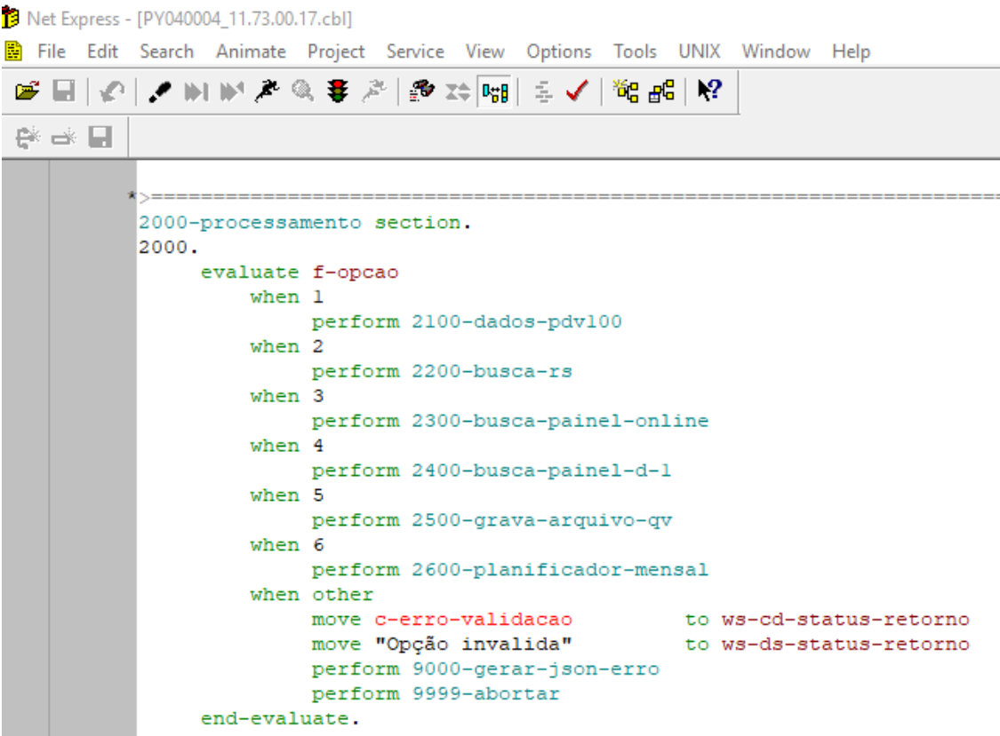 Net Express - [PY040004_11.73.00.17.cbl]
File Edit Search Animate Project Service View Options Tools UNIX Window Help
*>=====================================================================
2000-processamento section.
2000.
evaluate f-opcao
when 1
perform 2100-dados-pdv100
when 2
perform 2200-busca-rs
when 3
perform 2300-busca-painel-online
when 4
perform 2400-busca-painel-d-1
when 5
perform 2500-grava-arquivo-qv
when 6
perform 2600-planificador-mensal
when other
move c-erro-validacao to ws-cd-status-retorno
move "Opção invalida" to ws-ds-status-retorno
perform 9000-gerar-json-erro
perform 9999-abortar
end-evaluate.